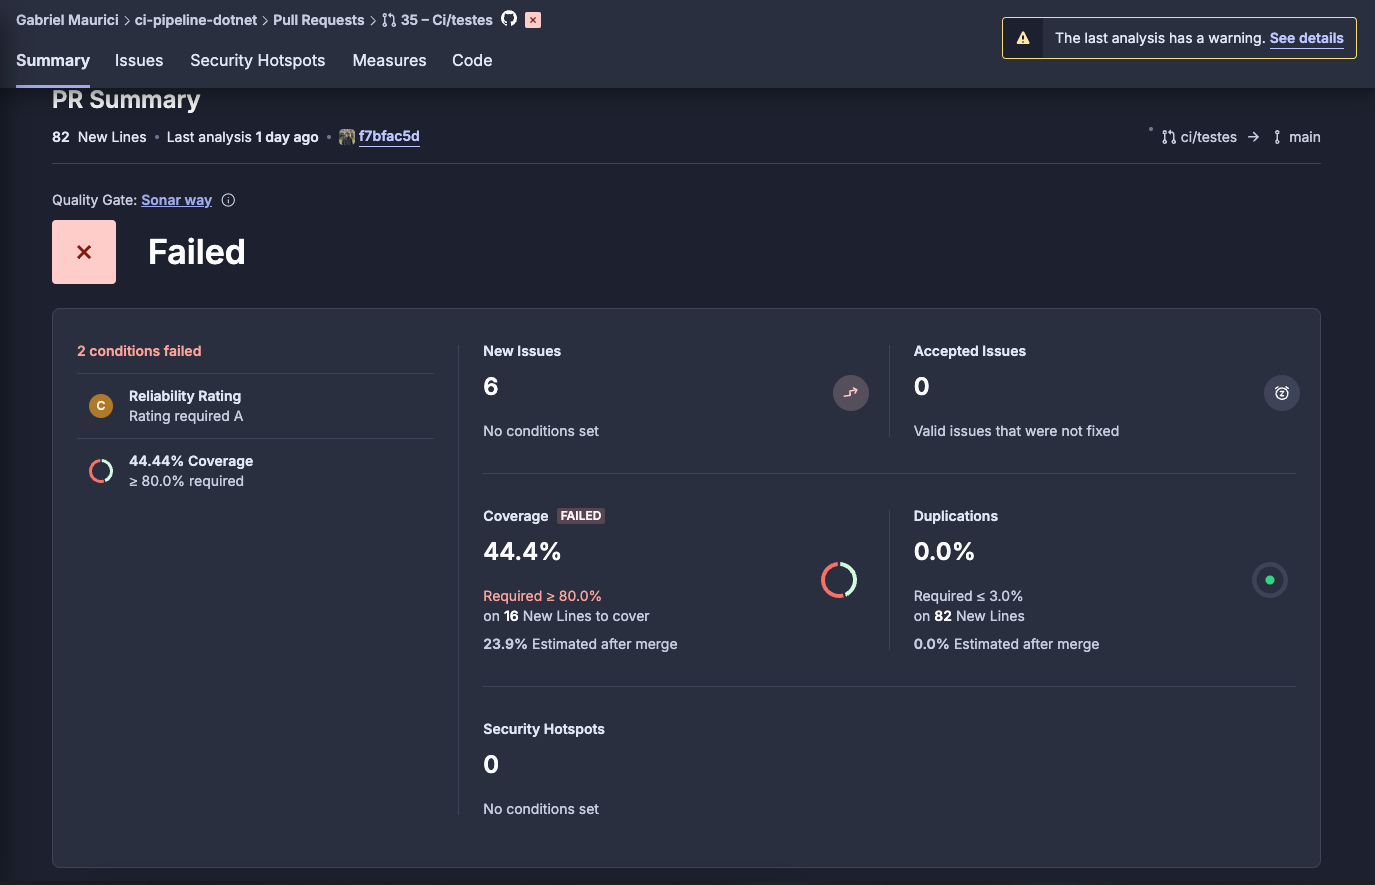 Gabriel Maurici > ci-pipeline-dotnet > Pull Requests > 35 – Ci/testes
The last analysis has a warning. See details
Summary Issues Security Hotspots Measures Code
PR Summary
82 New Lines • Last analysis 1 day ago • f7bfac5d
ci/testes → main
Quality Gate: Sonar way
Failed
2 conditions failed
C
Reliability Rating
Rating required A
44.44% Coverage
≥ 80.0% required
New Issues
6
No conditions set
Accepted Issues
0
Valid issues that were not fixed
Coverage FAILED
44.4%
Required ≥ 80.0%
on 16 New Lines to cover
23.9% Estimated after merge
Duplications
0.0%
Required ≤ 3.0%
on 82 New Lines
0.0% Estimated after merge
Security Hotspots
0
No conditions set